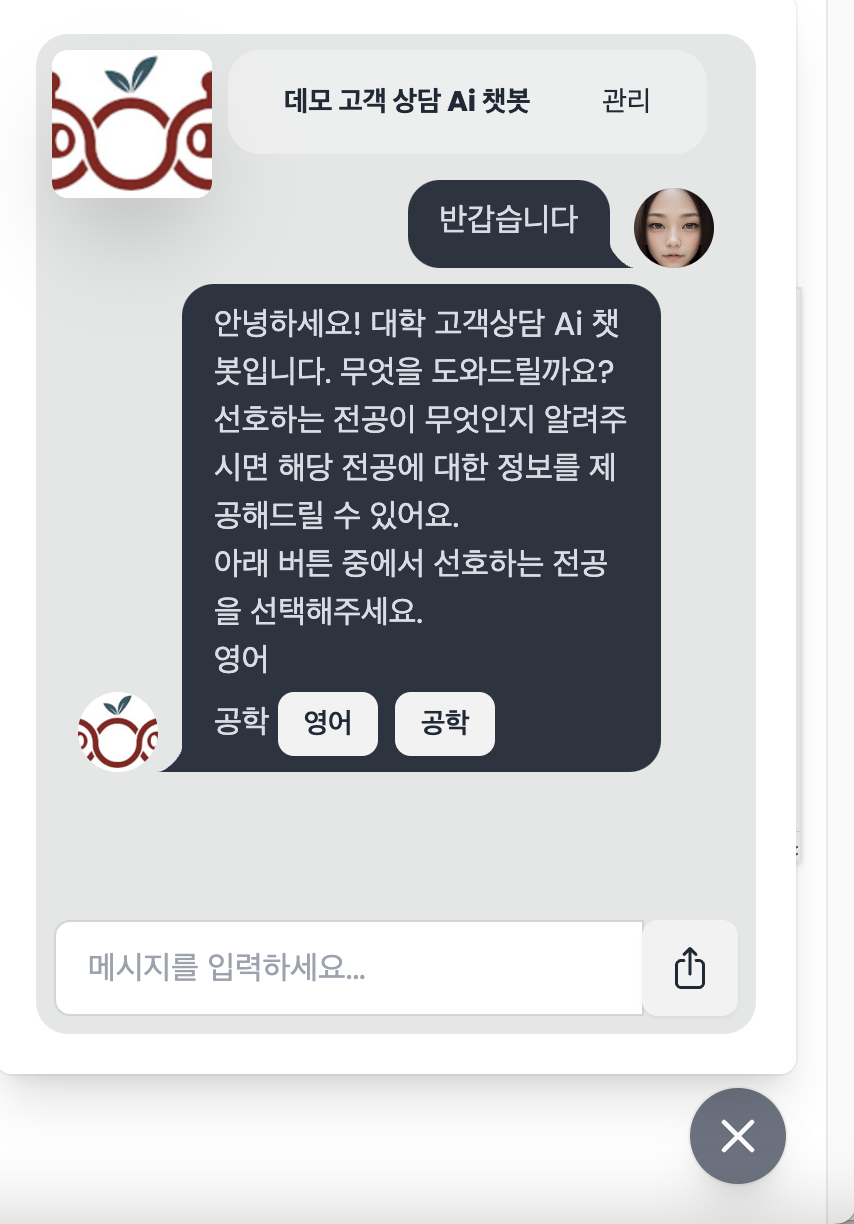 데모 고객 상담 Ai 챗봇
관리
반갑습니다
안녕하세요! 대학 고객상담 Ai 챗
봇입니다. 무엇을 도와드릴까요?
선호하는 전공이 무엇인지 알려주
시면 해당 전공에 대한 정보를 제
공해드릴 수 있어요.
아래 버튼 중에서 선호하는 전공
을 선택해주세요.
영어
공학 영어 공학
메시지를 입력하세요...